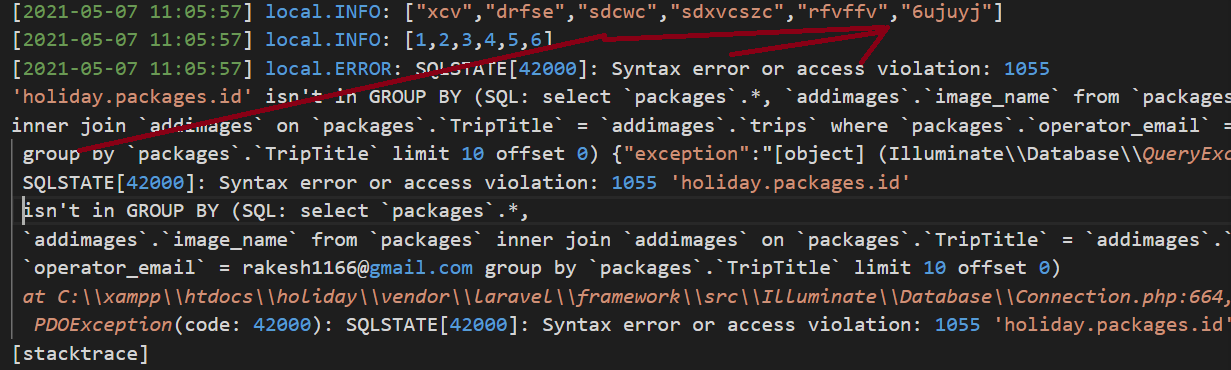 [2021-05-07 11:05:57] local.INFO: ["xcv","drfse","sdcwc","sdxvcszc","rfvffv","6ujuyj"]
[2021-05-07 11:05:57] local.INFO: [1,2,3,4,5,6]
[2021-05-07 11:05:57] local.ERROR: SQLSTATE[42000]: Syntax error or access violation: 1055
'holiday.packages.id' isn't in GROUP BY (SQL: select `packages`.*, `addimages`.`image_name` from `packages
inner join `addimages` on `packages`.`TripTitle` = `addimages`.`trips` where `packages`.`operator_email` =
group by `packages`.`TripTitle` limit 10 offset 0) {"exception":"[object] (Illuminate\\Database\\QueryExc
SQLSTATE[42000]: Syntax error or access violation: 1055 'holiday.packages.id'
isn't in GROUP BY (SQL: select `packages`.*,
`addimages`.`image_name` from `packages` inner join `addimages` on `packages`.`TripTitle` = `addimages`.`
`operator_email` = rakesh1166@gmail.com group by `packages`.`TripTitle` limit 10 offset 0)
at C:\\xampp\\htdocs\\holiday\\vendor\\laravel\\framework\\src\\Illuminate\\Database\\Connection.php:664,
PDOException(code: 42000): SQLSTATE[42000]: Syntax error or access violation: 1055 'holiday.packages.id'
[stacktrace]